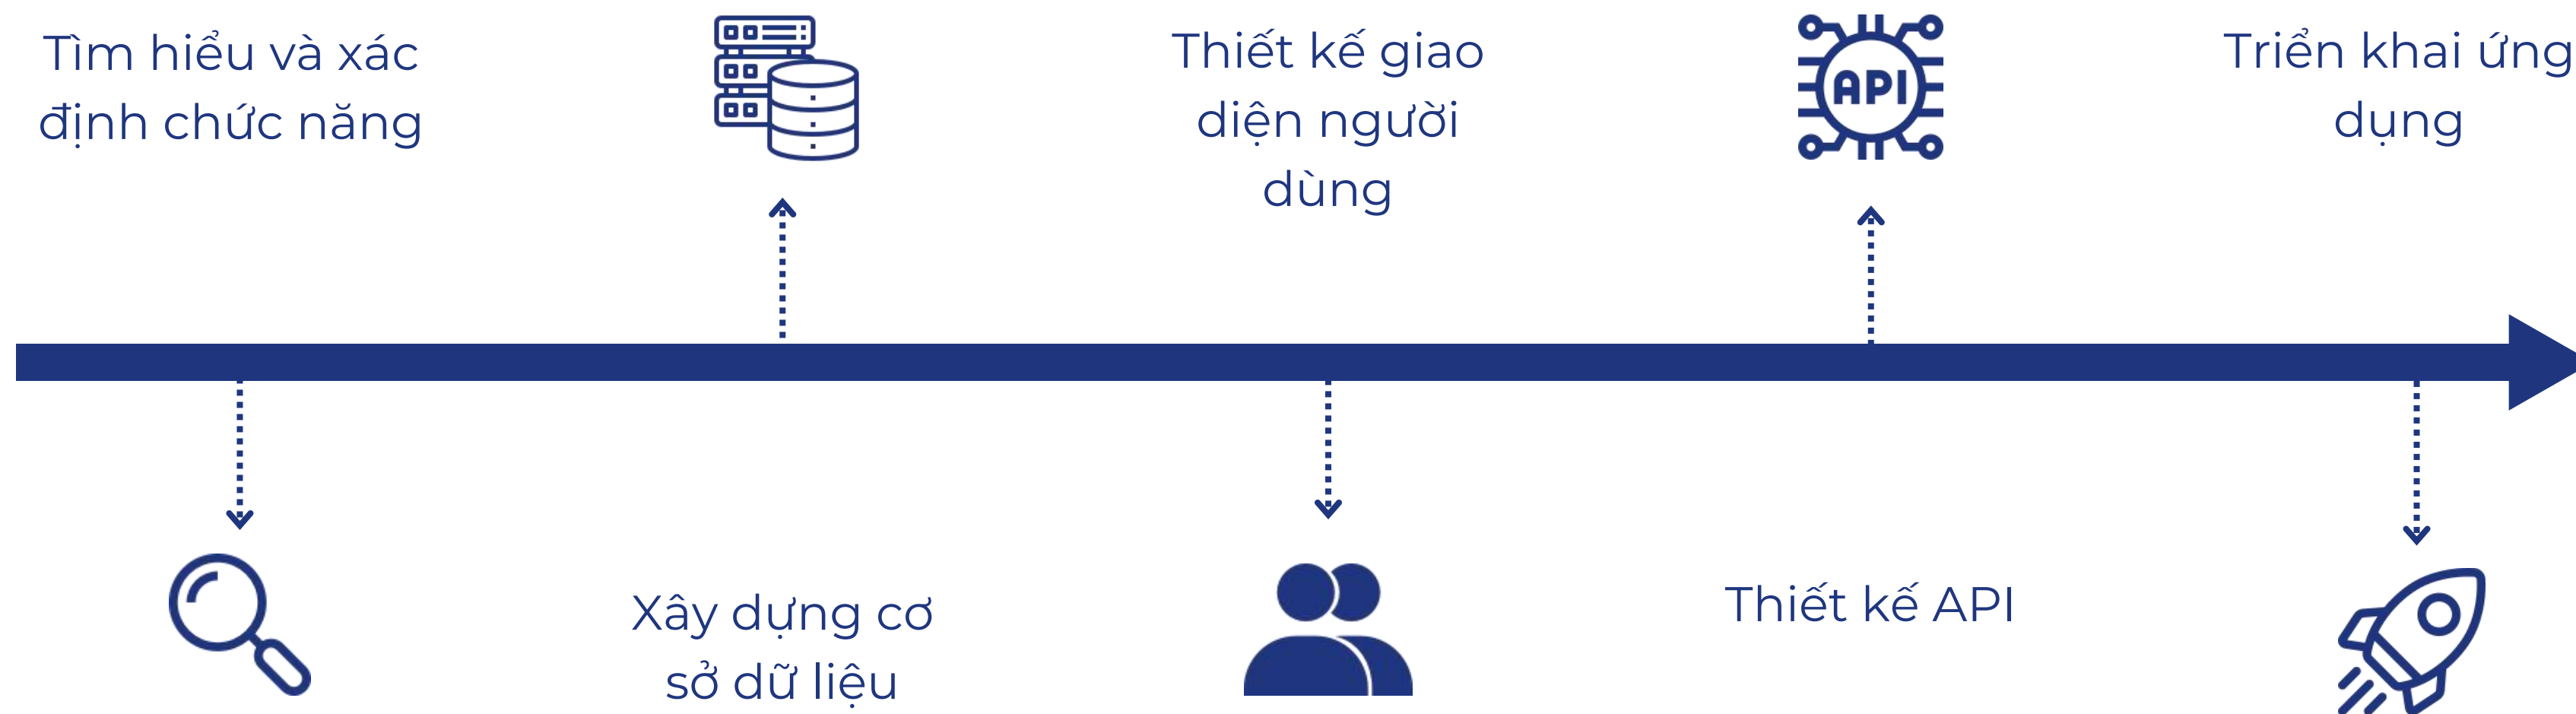 Tìm hiểu và xác
định chức năng
Xây dựng cơ
sở dữ liệu
Thiết kế giao
diện người
dùng
API
Thiết kế API
Triển khai ứng
dụng